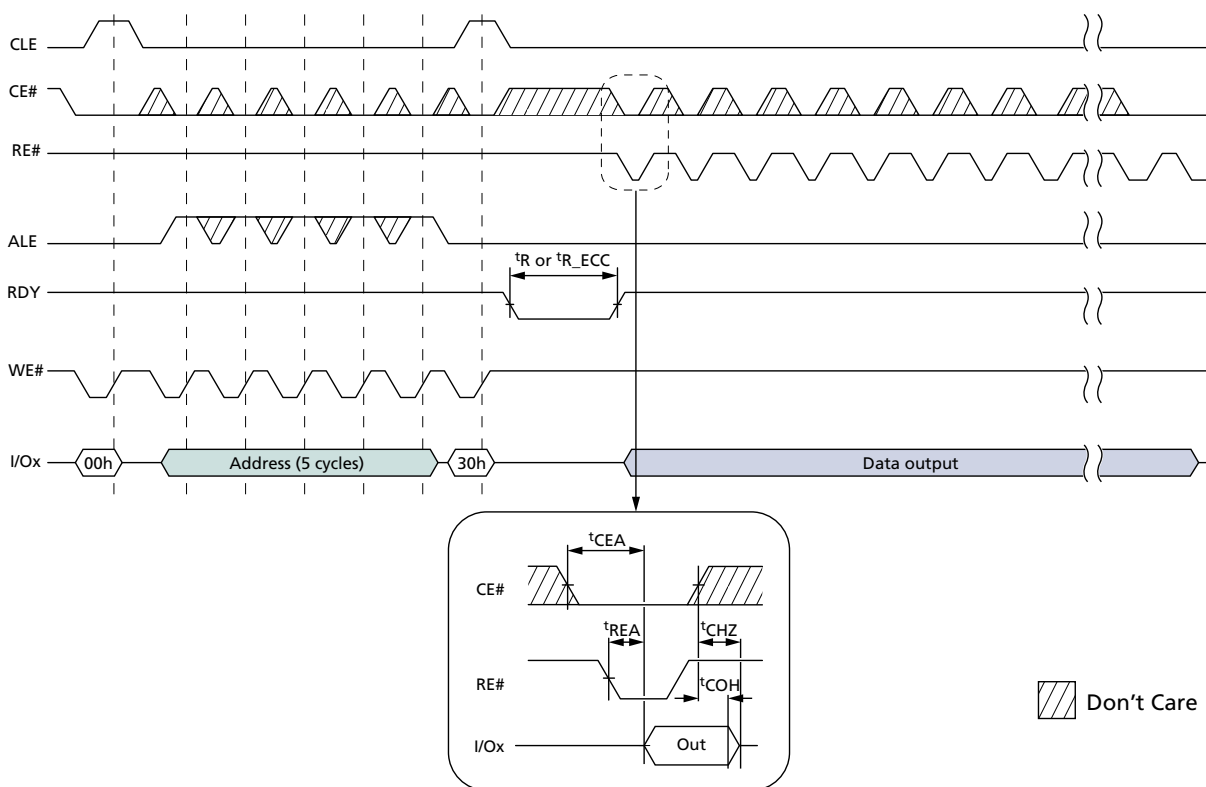 CLE
CE#
RE#
ALE
tR or tR_ECC
RDY
WE#
I/Ox 00h Address (5 cycles) 30h Data output
tCEA
CE#
tREA tCHZ
RE# tCOH
Don't Care
I/Ox Out